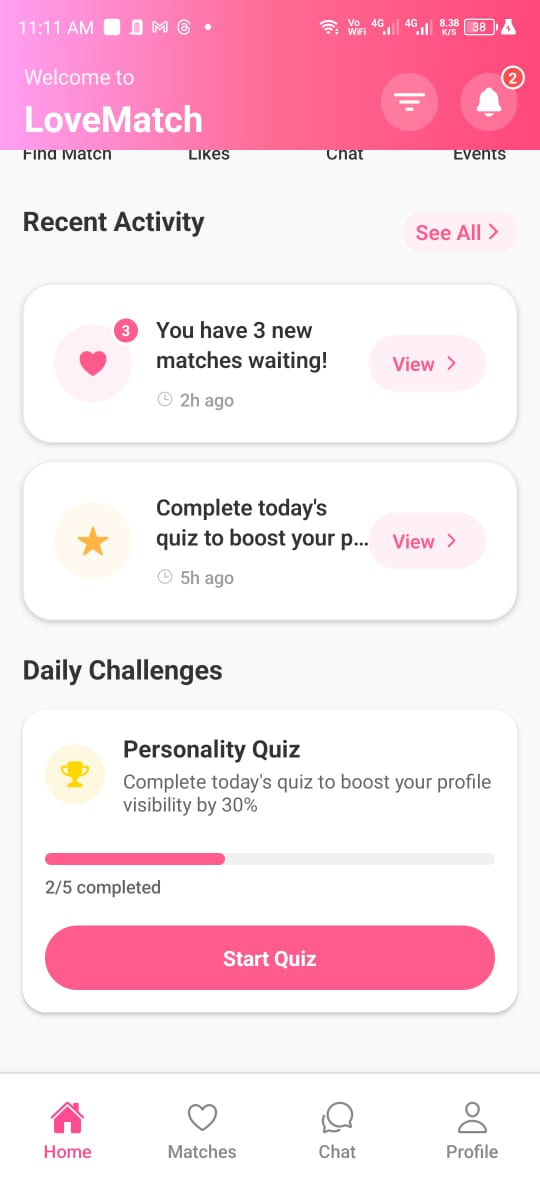 11:11 AM
Vo WiFi 4G 4G 8.38 K/S 38
Welcome to
LoveMatch
2
Find Match Likes Chat Events
Recent Activity
See All
3
You have 3 new
matches waiting!
View
2h ago
Complete today's
quiz to boost your p...
View
5h ago
Daily Challenges
Personality Quiz
Complete today's quiz to boost your profile
visibility by 30%
2/5 completed
Start Quiz
Home Matches Chat Profile